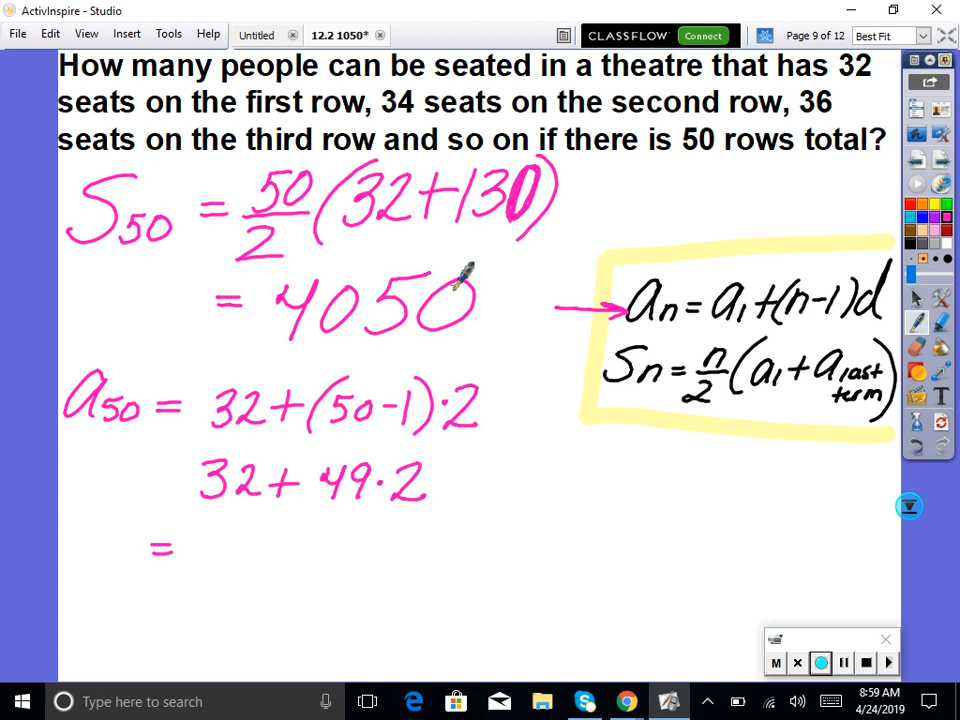 ActivInspire - Studio
File Edit View Insert Tools Help Untitled 12.2 1050* CLASSFLOW Connect Page 9 of 12 Best Fit
How many people can be seated in a theatre that has 32
seats on the first row, 34 seats on the second row, 36
seats on the third row and so on if there is 50 rows total?
S₅₀ = 50/2 (32+130)
= 4050
a₅₀ = 32+(50-1)·2
32+ 49·2
=
aₙ = a₁+(n-1)d
Sₙ = n/2 (a₁+a last term)
M
Type here to search
8:59 AM
4/24/2019